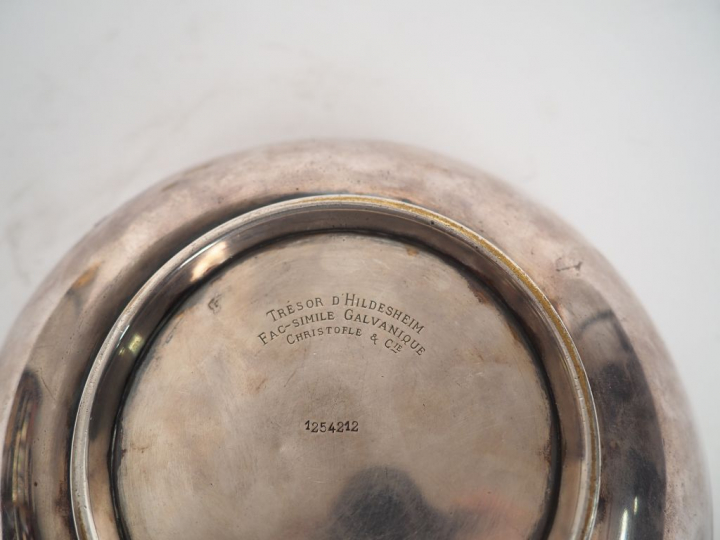 TRÉSOR D'HILDESHEIM
FAC-SIMILE GALVANIQUE
CHRISTOFLE & CIE
1254212